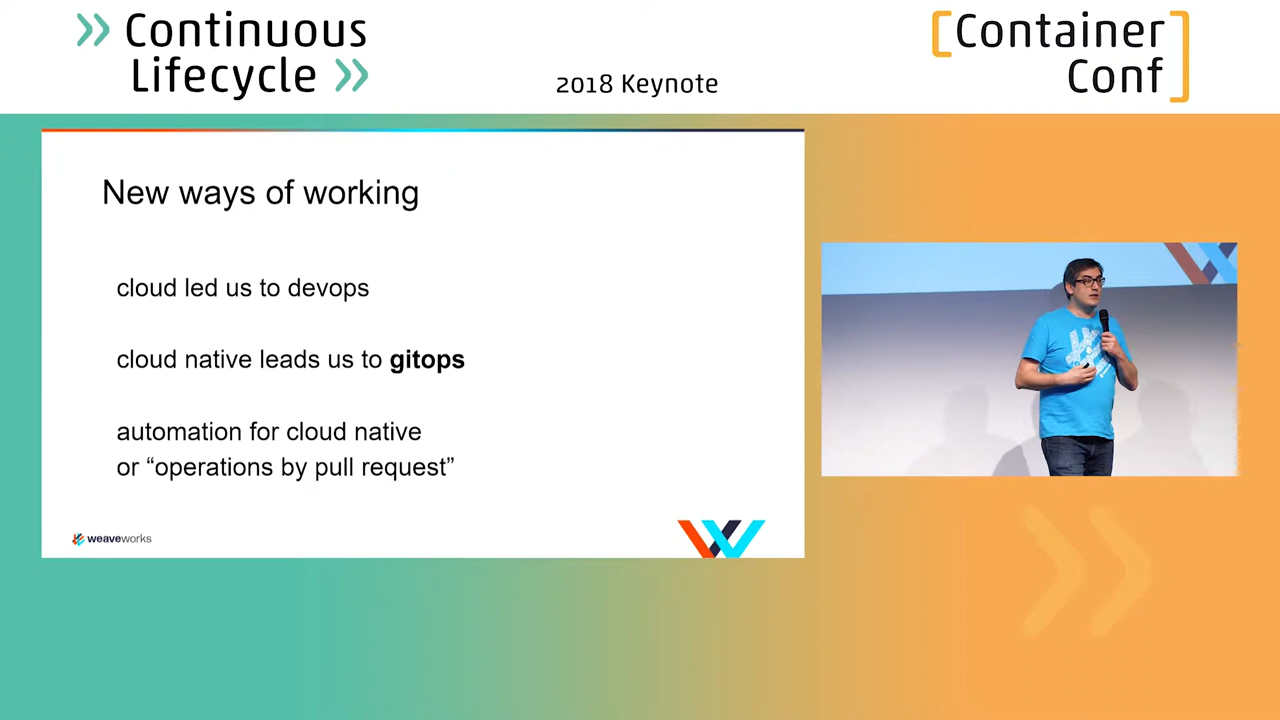 Continuous
Lifecycle
2018 Keynote
Container
Conf
New ways of working
cloud led us to devops
cloud native leads us to gitops
automation for cloud native
or “operations by pull request”
weaveworks